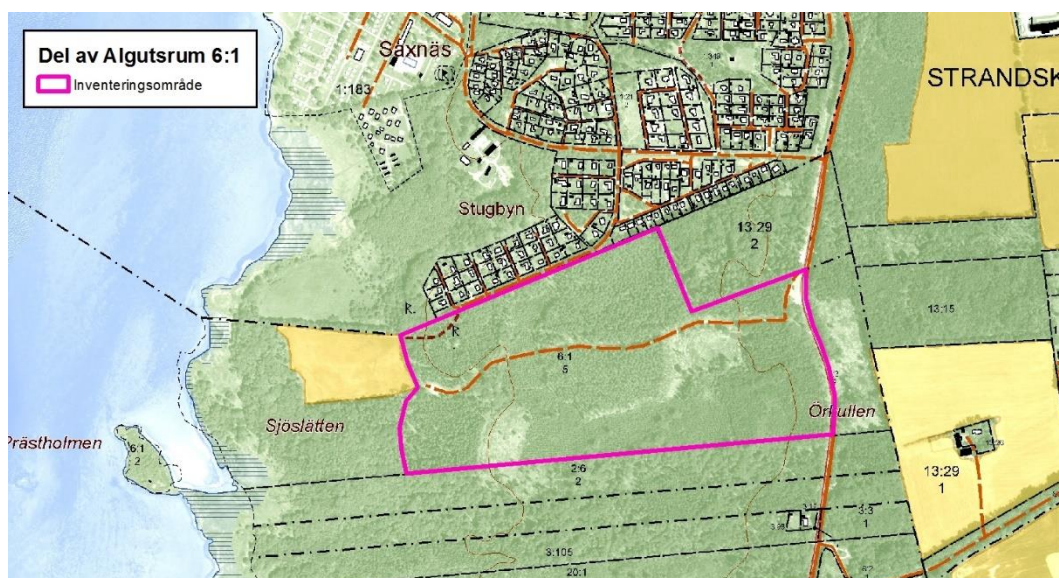 Del av Algutsrum 6:1
Inventeringsområde
Saxnäs
1:183
R
STRANDSK
Stugbyn
13:29
2
13:15
R.
R
6:1
5
Sjöslätten
Örkullen
Prästholmen
6:1
2
2:6
2
13:29
1
3:3
1
3:105
20:1